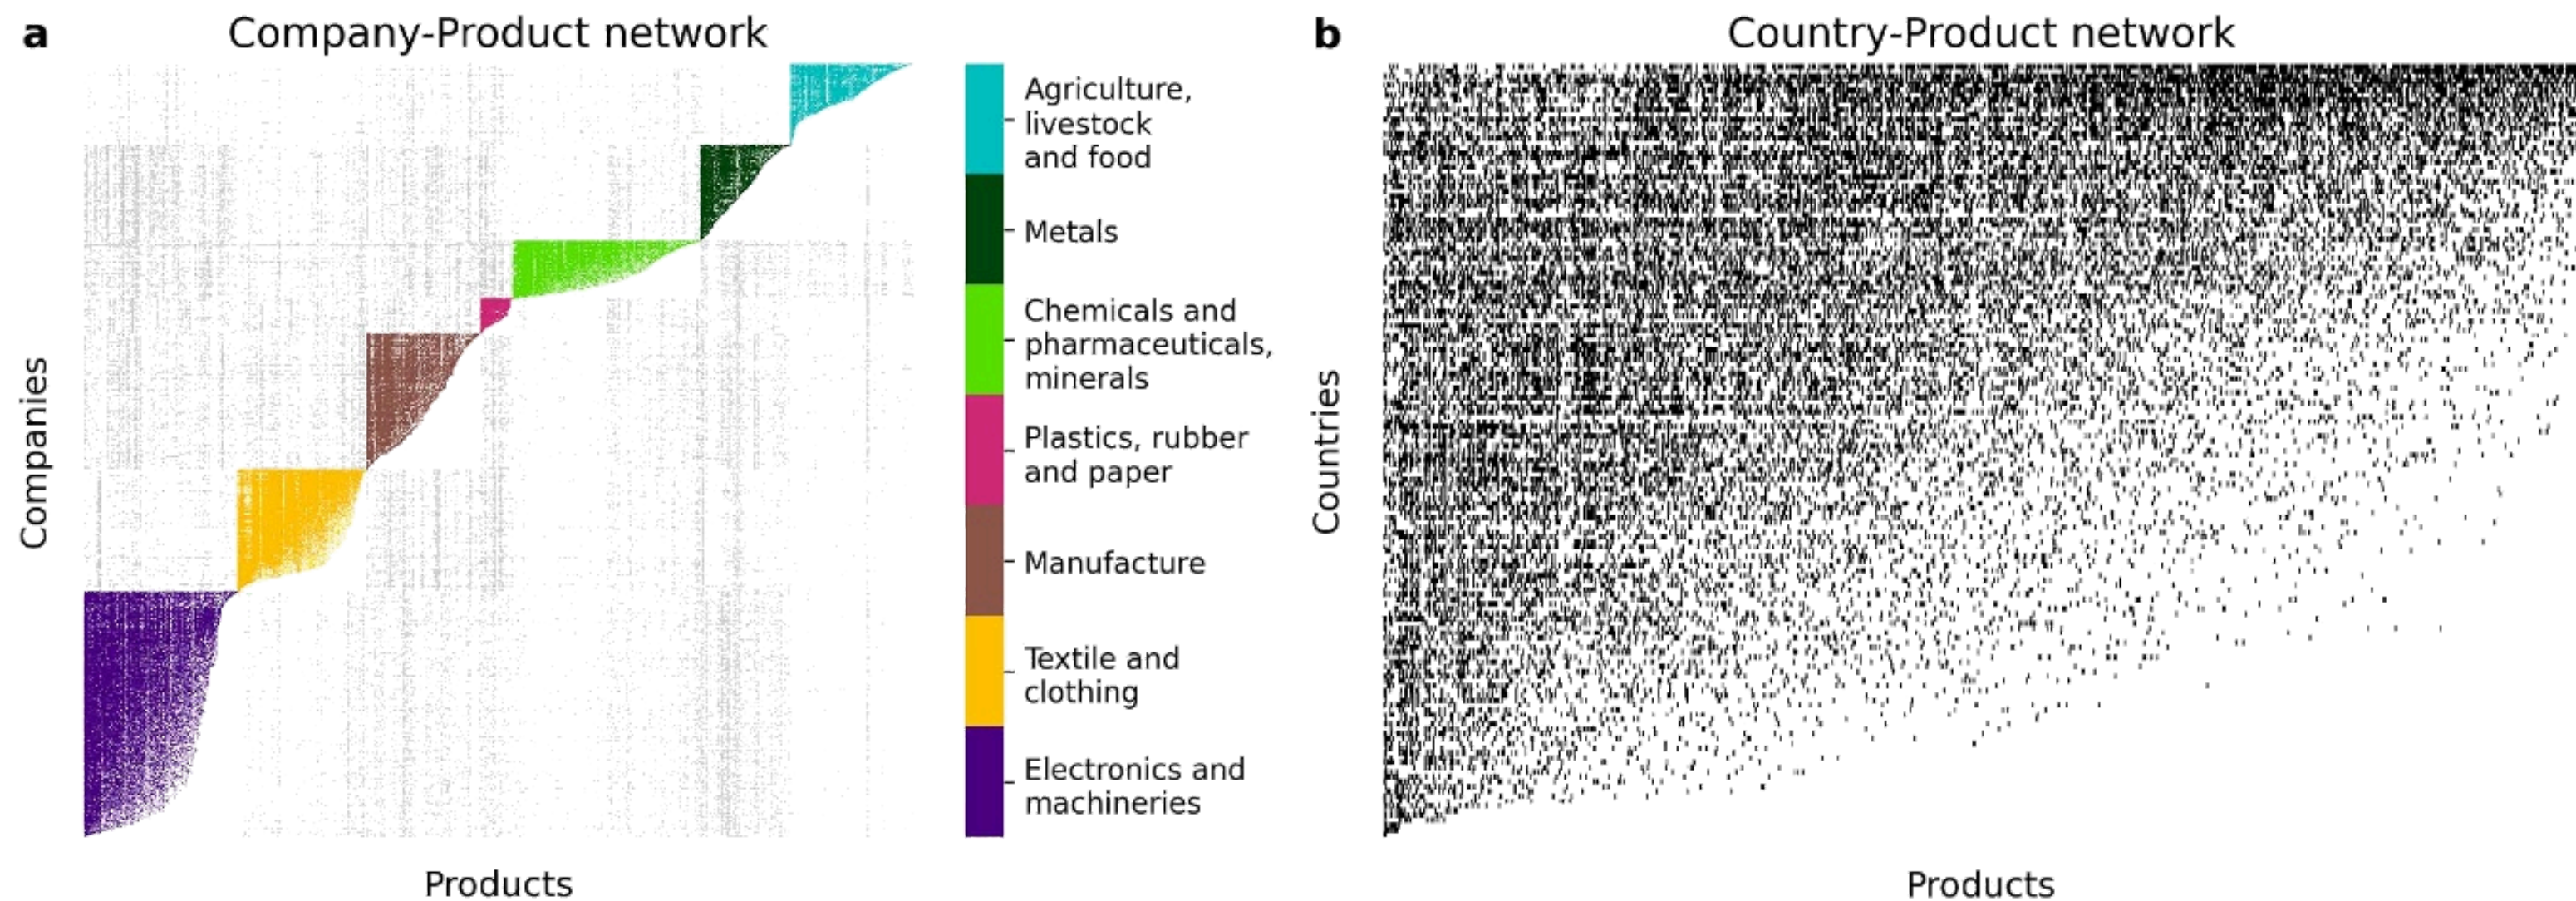 a
Company-Product network
Companies
Products
Agriculture,
livestock
and food
Metals
Chemicals and
pharmaceuticals,
minerals
Plastics, rubber
and paper
Manufacture
Textile and
clothing
Electronics and
machineries
b
Country-Product network
Countries
Products